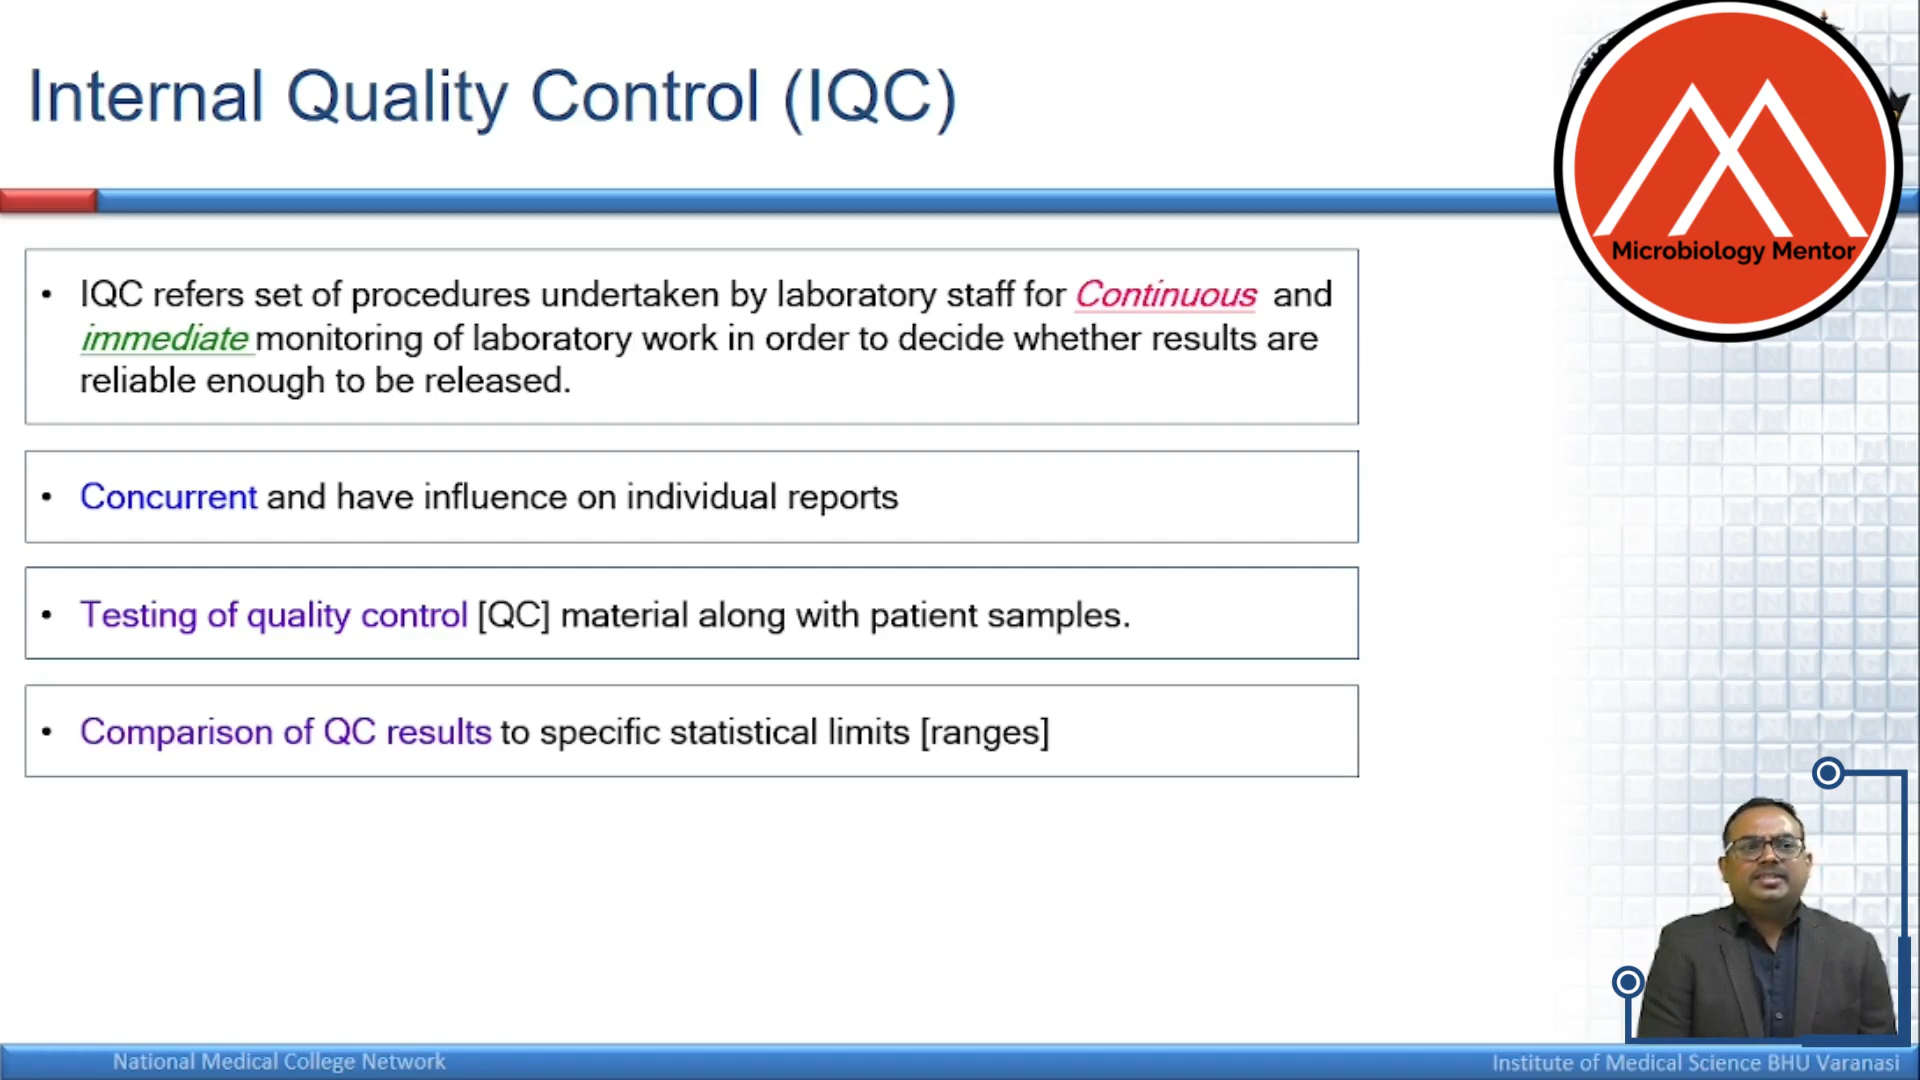 Internal Quality Control (IQC)
Microbiology Mentor
• IQC refers set of procedures undertaken by laboratory staff for Continuous and
immediate monitoring of laboratory work in order to decide whether results are
reliable enough to be released.
• Concurrent and have influence on individual reports
• Testing of quality control [QC] material along with patient samples.
• Comparison of QC results to specific statistical limits [ranges]
National Medical College Network
Institute of Medical Science BHU Varanasi